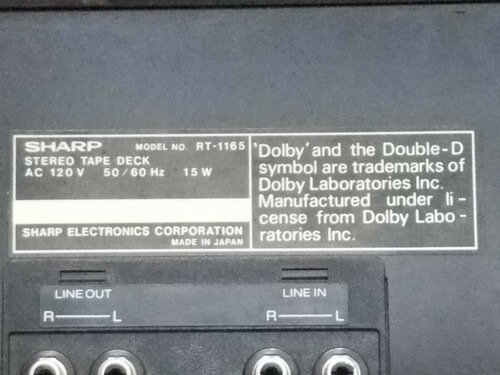 SHARP MODEL NO. RT-1165
STEREO TAPE DECK
AC 120 V 50/60 Hz 15 W
SHARP ELECTRONICS CORPORATION
MADE IN JAPAN
'Dolby' and the Double-D
symbol are trademarks of
Dolby Laboratories Inc.
Manufactured under li-
cense from Dolby Labo-
ratories Inc.
LINE OUT LINE IN
R L R L